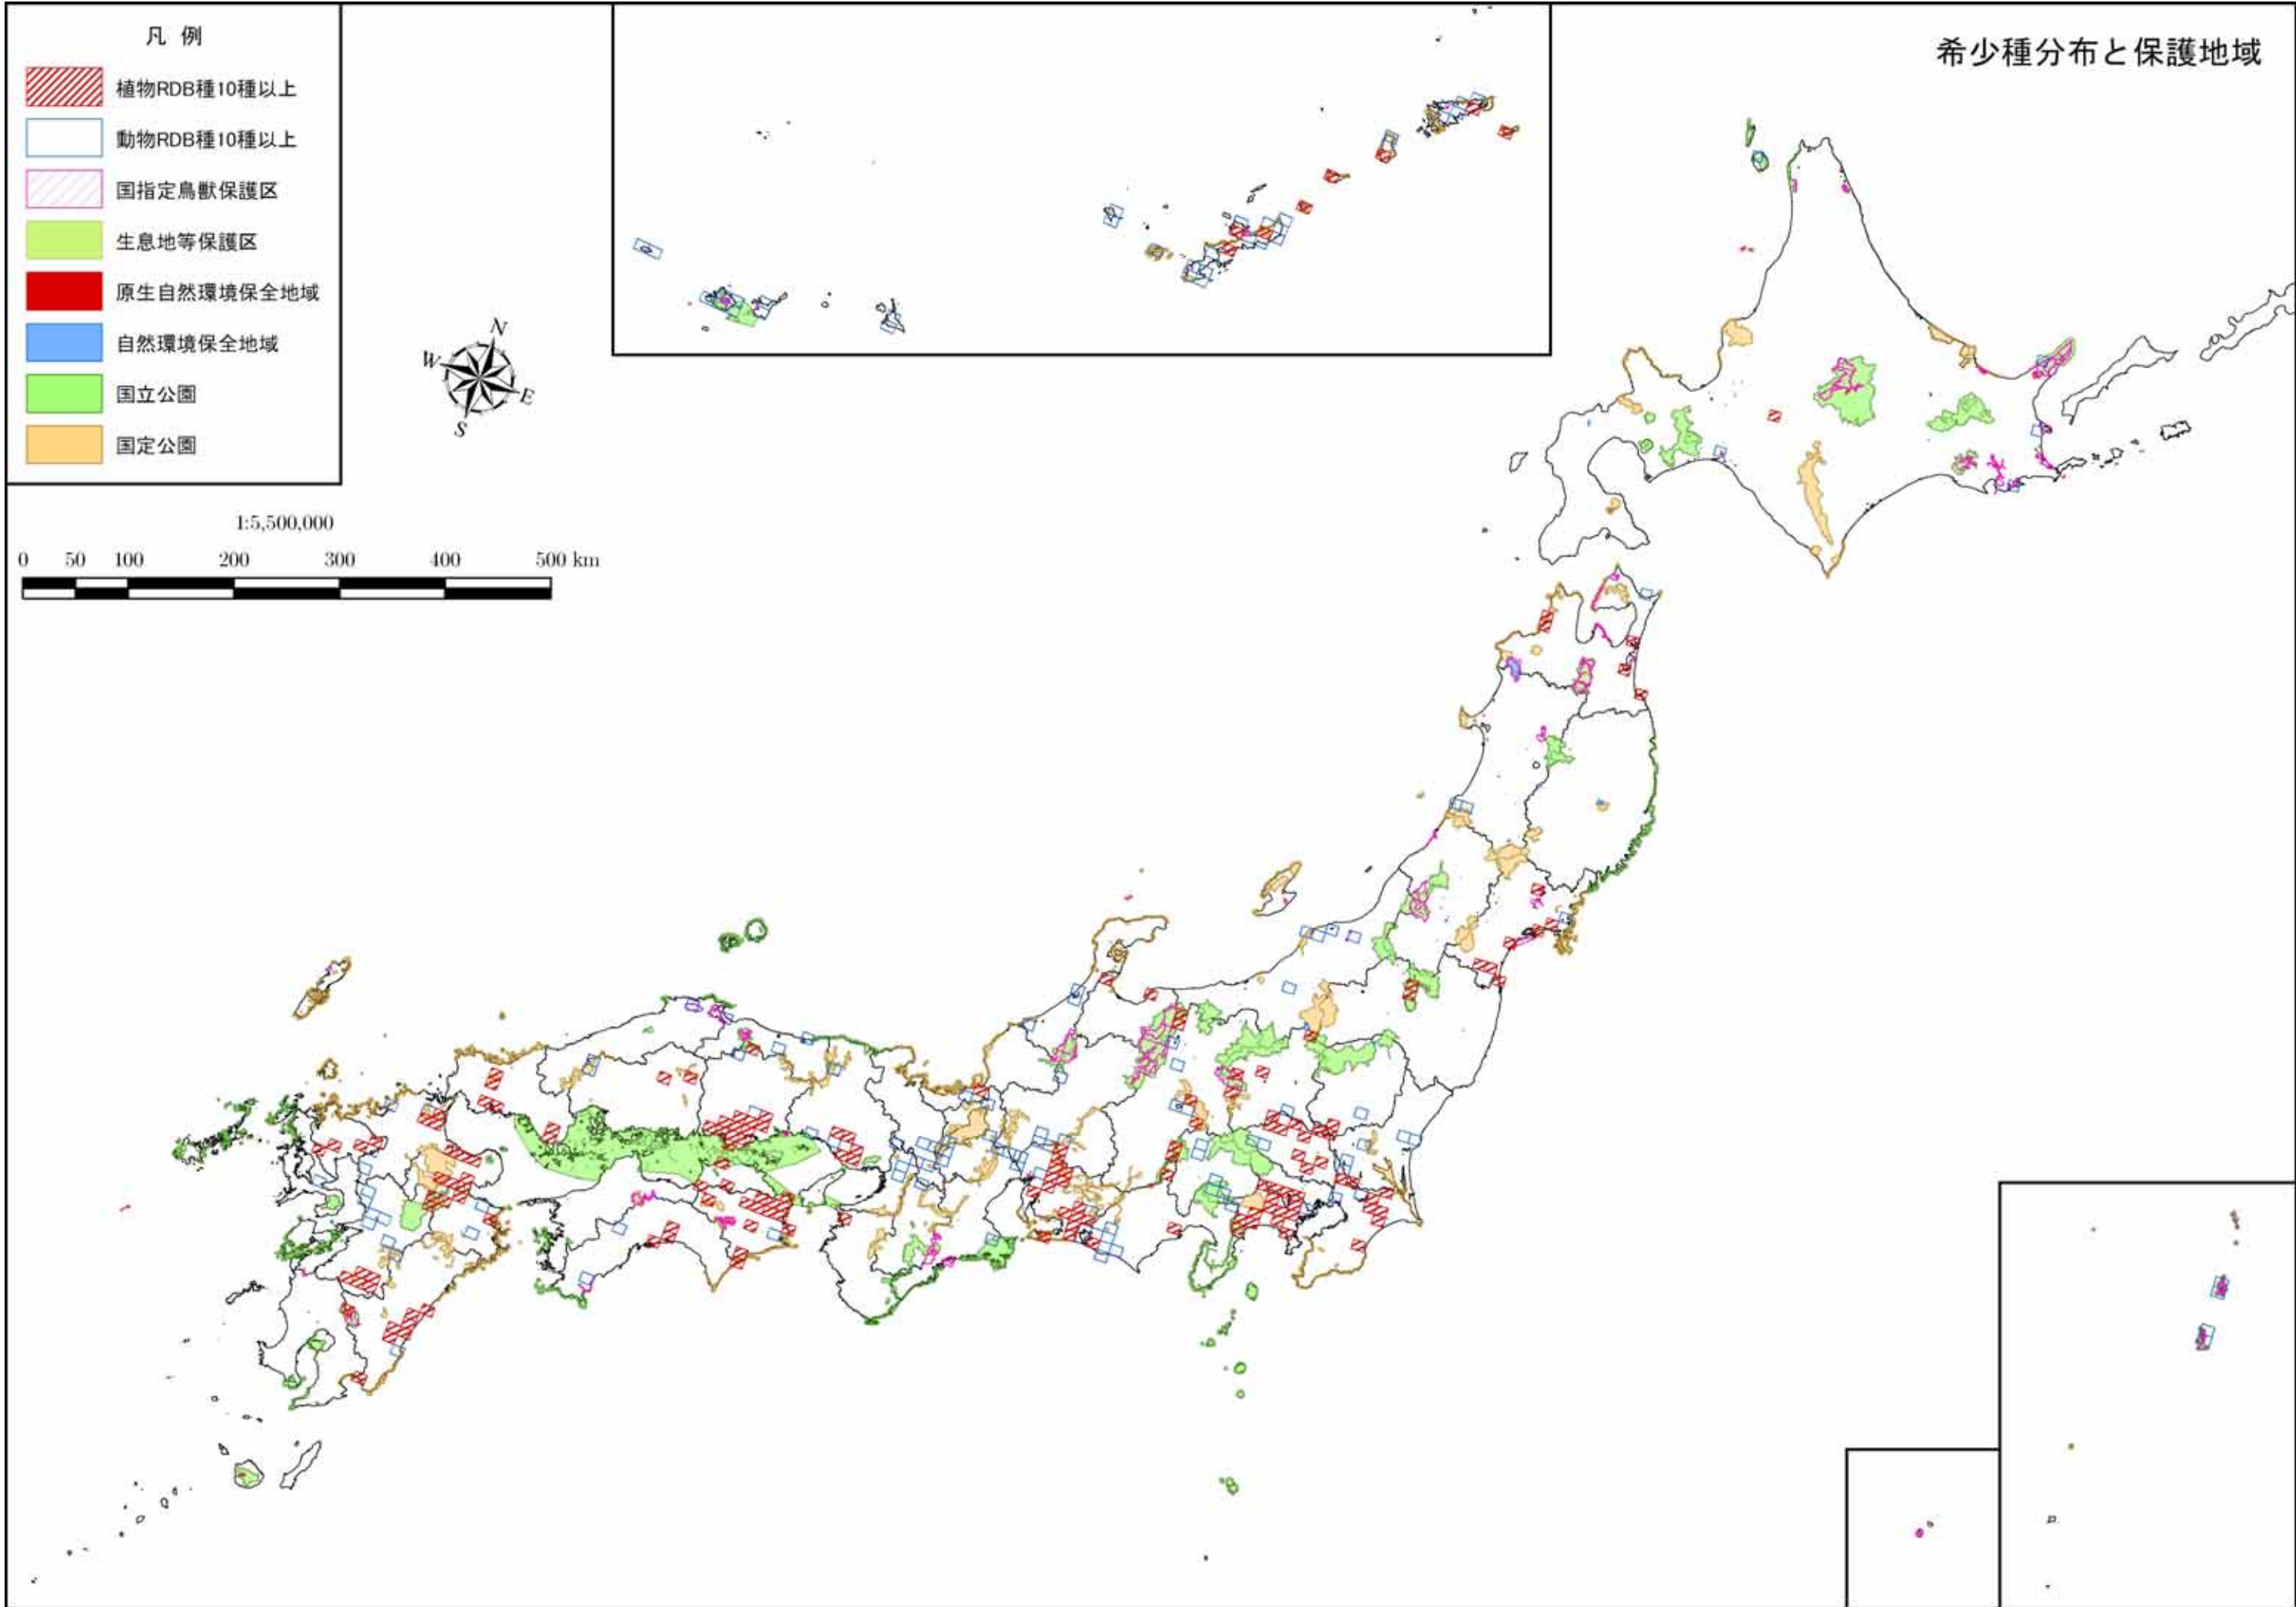 希少種分布と保護地域
凡 例
植物RDB種10種以上
動物RDB種10種以上
国指定鳥獣保護区
生息地等保護区
原生自然環境保全地域
自然環境保全地域
国立公園
国定公園
N
W
E
S
1:5,500,000
0 50 100 200 300 400 500 km